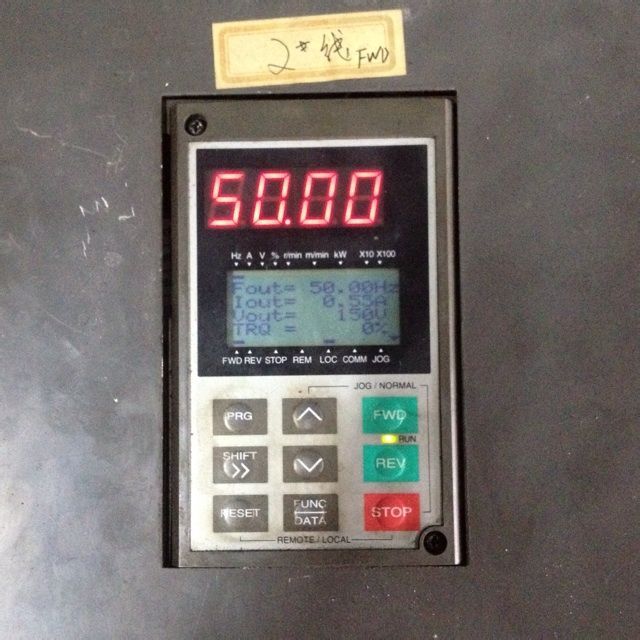 2# 线 FWD
50.00
Hz A V % r/min m/min kW X10 X100
Fout= 50.00Hz
Iout= 0.55A
Vout= 150V
TRQ = 0%
FWD REV STOP REM LOC COMM JOG
JOG / NORMAL
PRG
FWD
RUN
SHIFT
>>
REV
RESET
FUNC
DATA
STOP
REMOTE / LOCAL